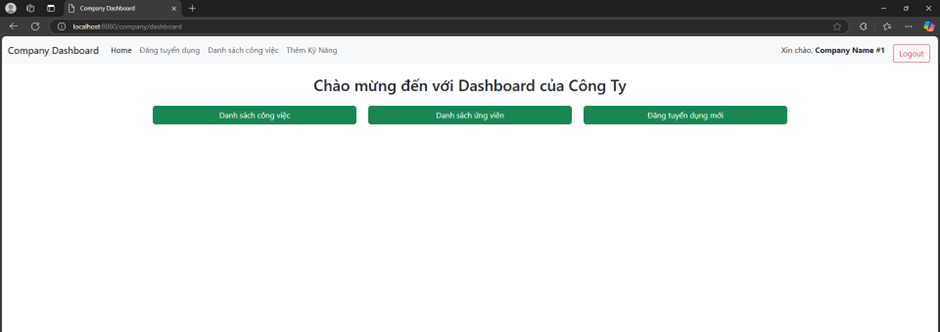 Company Dashboard
localhost:8080/company/dashboard
Company Dashboard Home Đăng tuyển dụng Danh sách công việc Thêm Kỹ Năng Xin chào, Company Name #1 Logout
Chào mừng đến với Dashboard của Công Ty
Danh sách công việc Danh sách ứng viên Đăng tuyển dụng mới